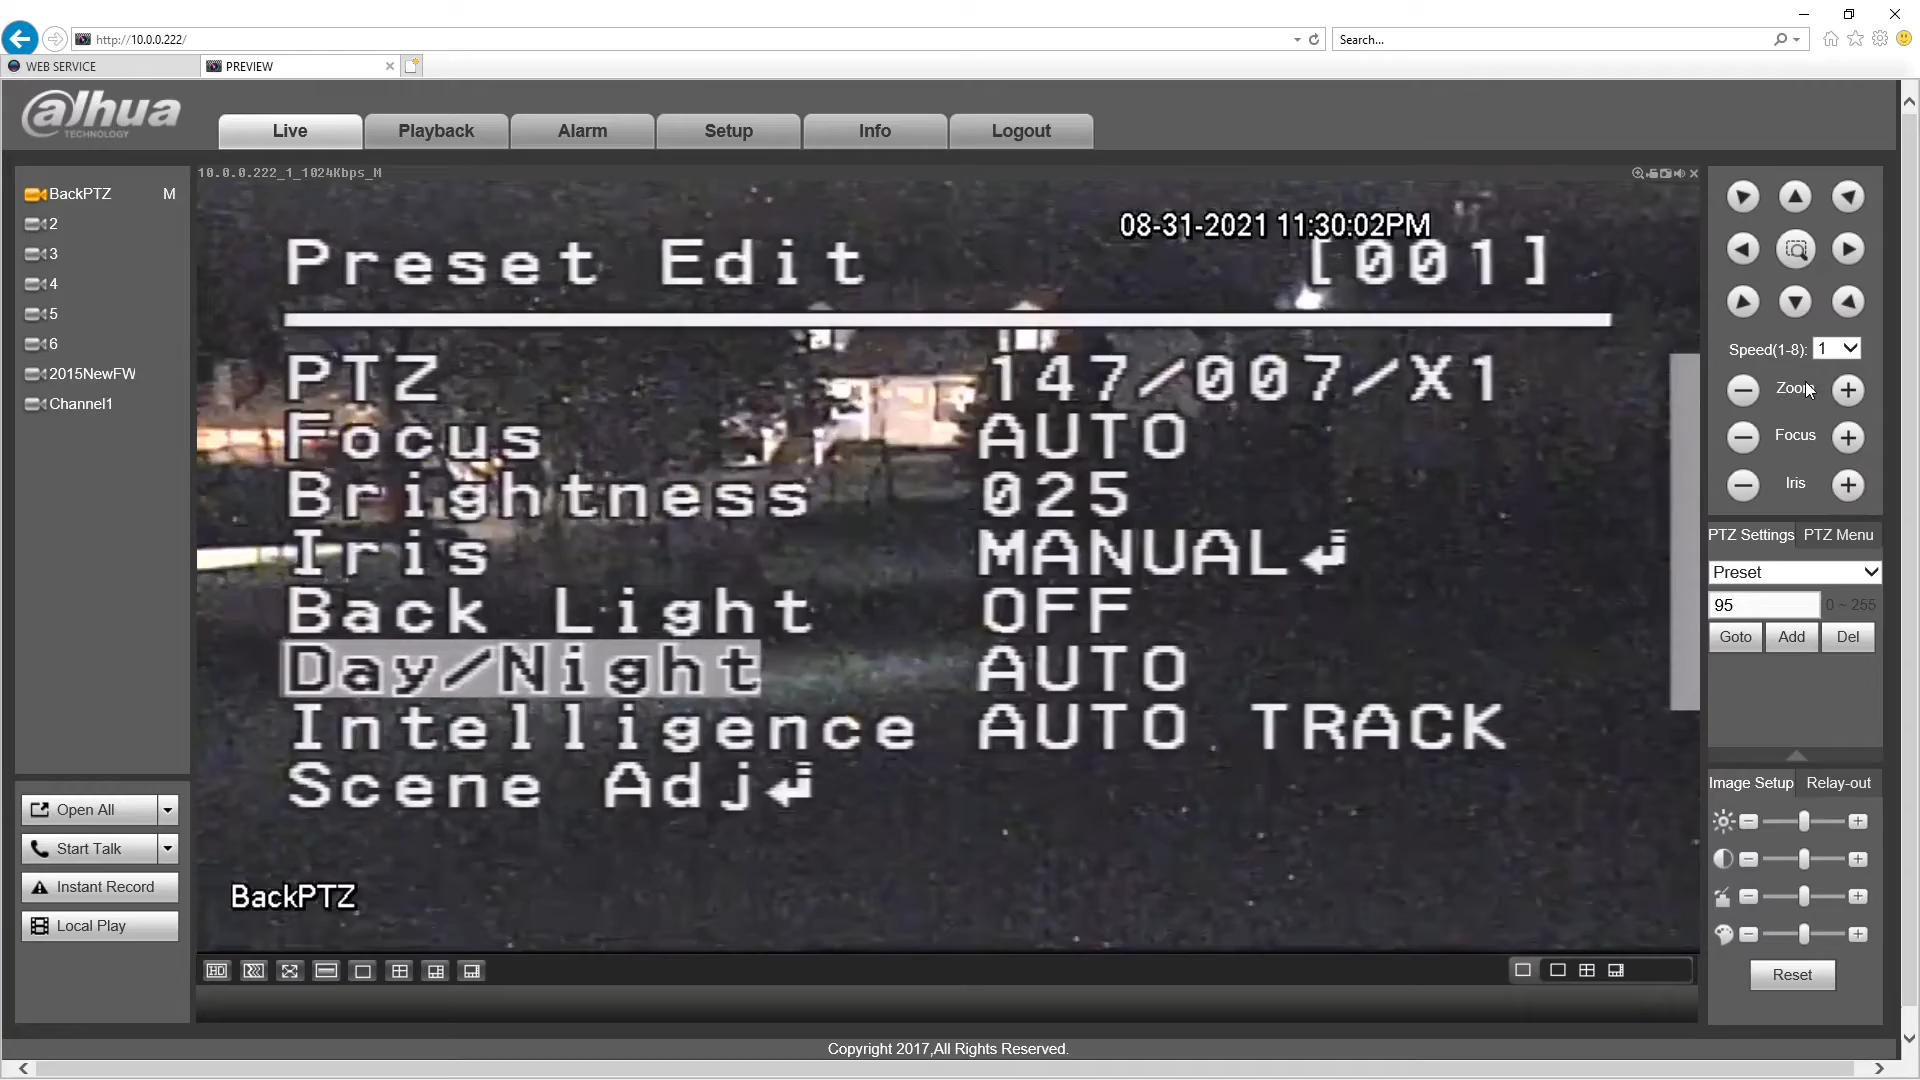 http://10.0.0.222/
Search...
WEB SERVICE
PREVIEW
alhua
TECHNOLOGY
Live
Playback
Alarm
Setup
Info
Logout
10.0.0.222_1_1024Kbps_M
BackPTZ M
2
3
4
5
6
2015NewFW
Channel1
08-31-2021 11:30:02PM
Preset Edit [001]
PTZ 147/007/X1
Focus AUTO
Brightness 025
Iris MANUAL
Back Light OFF
Day/Night AUTO
Intelligence AUTO TRACK
Scene Adj
BackPTZ
Speed(1-8): 1
Zoom
Focus
Iris
PTZ Settings PTZ Menu
Preset
95 0 ~ 255
Goto Add Del
Image Setup Relay-out
Reset
Open All
Start Talk
Instant Record
Local Play
HD
Copyright 2017,All Rights Reserved.